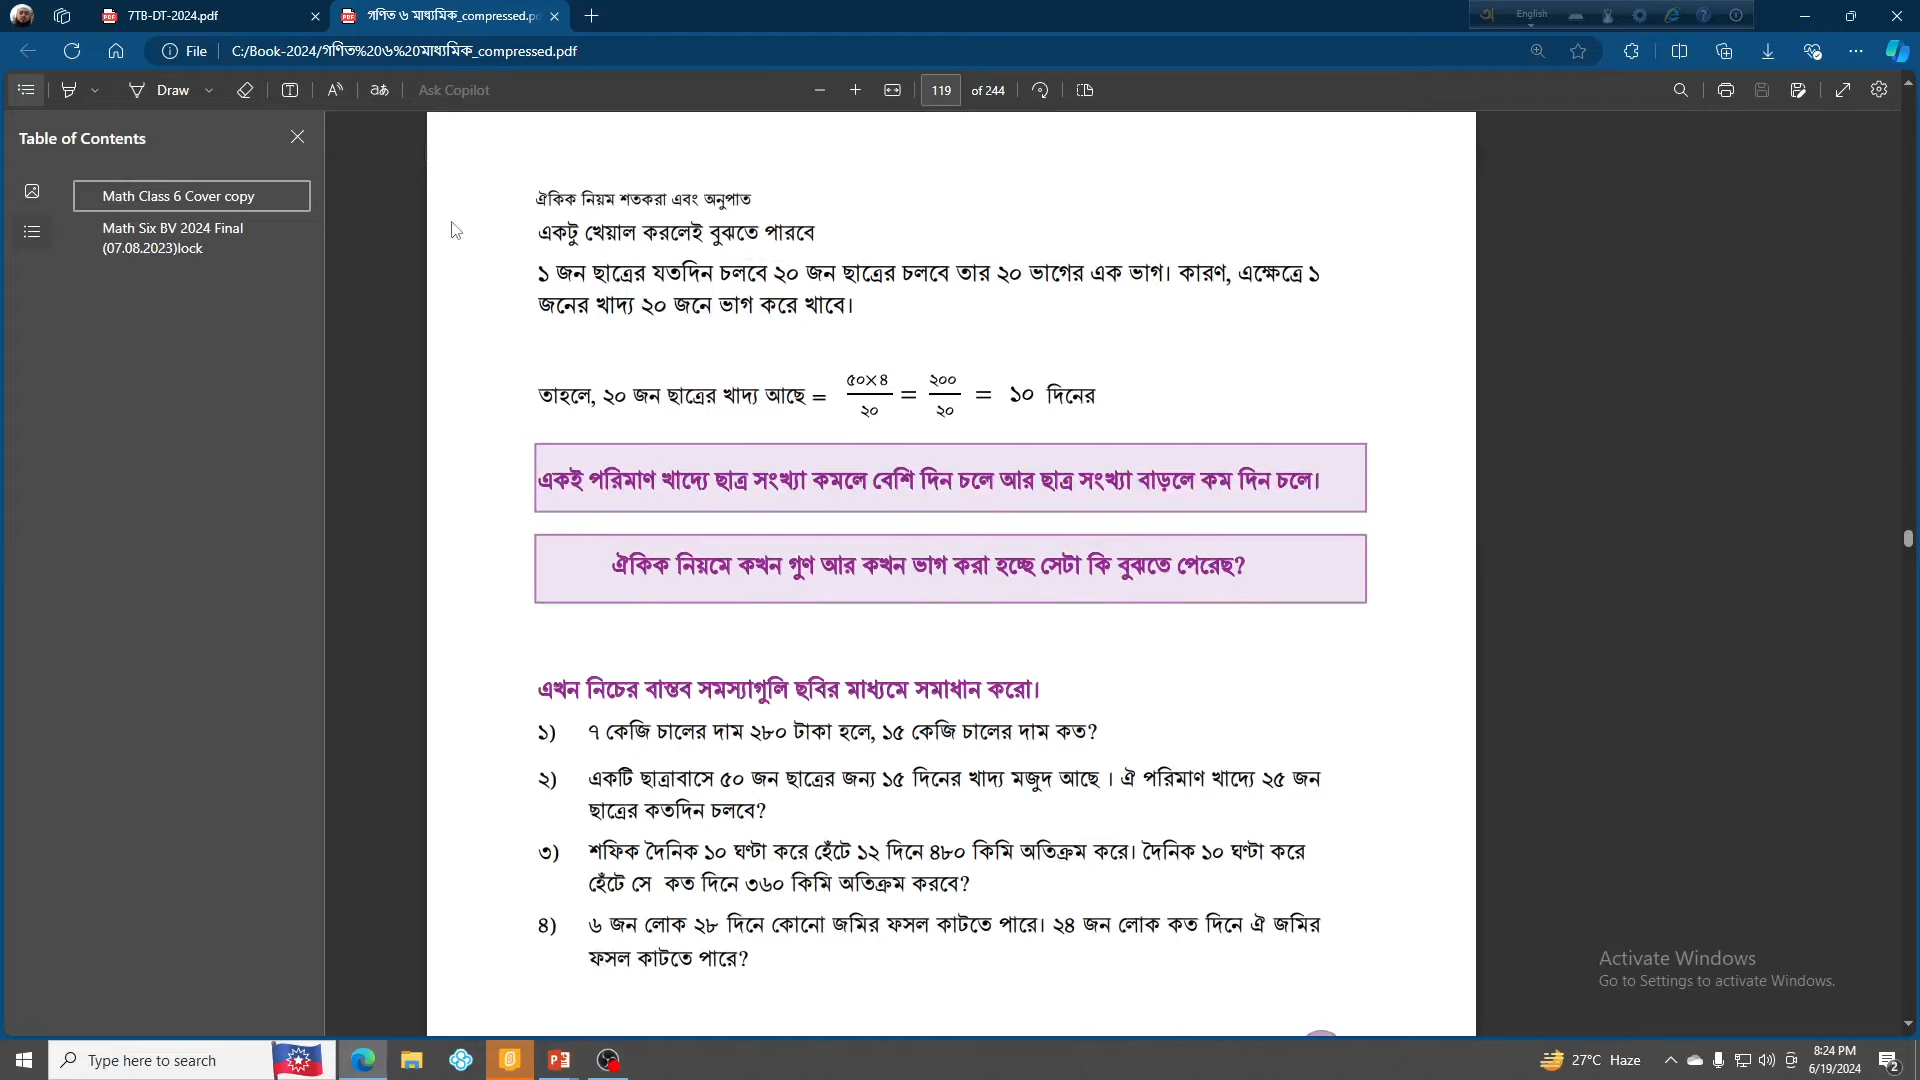 7TB-DT-2024.pdf
গণিত ৬ মাধ্যমিক_compressed.pd
English
File
C:/Book-2024/গণিত%20৬%20মাধ্যমিক_compressed.pdf
Draw
Ask Copilot
119 of 244
Table of Contents
Math Class 6 Cover copy
Math Six BV 2024 Final
(07.08.2023)lock
ঐকিক নিয়ম শতকরা এবং অনুপাত
একটু খেয়াল করলেই বুঝতে পারবে
১ জন ছাত্রের যতদিন চলবে ২০ জন ছাত্রের চলবে তার ২০ ভাগের এক ভাগ। কারণ, এক্ষেত্রে ১
জনের খাদ্য ২০ জনে ভাগ করে খাবে।
তাহলে, ২০ জন ছাত্রের খাদ্য আছে = ৫০×৪/২০ = ২০০/২০ = ১০ দিনের
একই পরিমাণ খাদ্যে ছাত্র সংখ্যা কমলে বেশি দিন চলে আর ছাত্র সংখ্যা বাড়লে কম দিন চলে।
ঐকিক নিয়মে কখন গুণ আর কখন ভাগ করা হচ্ছে সেটা কি বুঝতে পেরেছ?
এখন নিচের বাস্তব সমস্যাগুলি ছবির মাধ্যমে সমাধান করো।
১) ৭ কেজি চালের দাম ২৮০ টাকা হলে, ১৫ কেজি চালের দাম কত?
২) একটি ছাত্রাবাসে ৫০ জন ছাত্রের জন্য ১৫ দিনের খাদ্য মজুদ আছে । ঐ পরিমাণ খাদ্যে ২৫ জন
ছাত্রের কতদিন চলবে?
৩) শফিক দৈনিক ১০ ঘণ্টা করে হেঁটে ১২ দিনে ৪৮০ কিমি অতিক্রম করে। দৈনিক ১০ ঘণ্টা করে
হেঁটে সে কত দিনে ৩৬০ কিমি অতিক্রম করবে?
৪) ৬ জন লোক ২৮ দিনে কোনো জমির ফসল কাটতে পারে। ২৪ জন লোক কত দিনে ঐ জমির
ফসল কাটতে পারে?
Activate Windows
Go to Settings to activate Windows.
Type here to search
27°C Haze
8:24 PM
6/19/2024
2